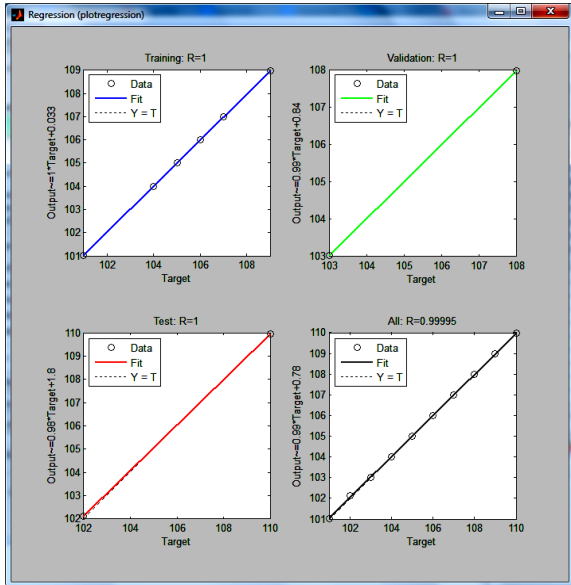 Regression (plotregression)
Training: R=1
Output~=1*Target+0.033
109
108
107
106
105
104
103
102
101
Data
Fit
Y = T
102
104
106
108
Target
Validation: R=1
Output~=0.99*Target+0.84
108
107
106
105
104
103
Data
Fit
Y = T
103
104
105
106
107
108
Target
Test: R=1
Output~=0.98*Target+1.8
110
109
108
107
106
105
104
103
102
Data
Fit
Y = T
102
104
106
108
110
Target
All: R=0.99995
Output~=0.99*Target+0.78
110
109
108
107
106
105
104
103
102
101
Data
Fit
Y = T
102
104
106
108
110
Target